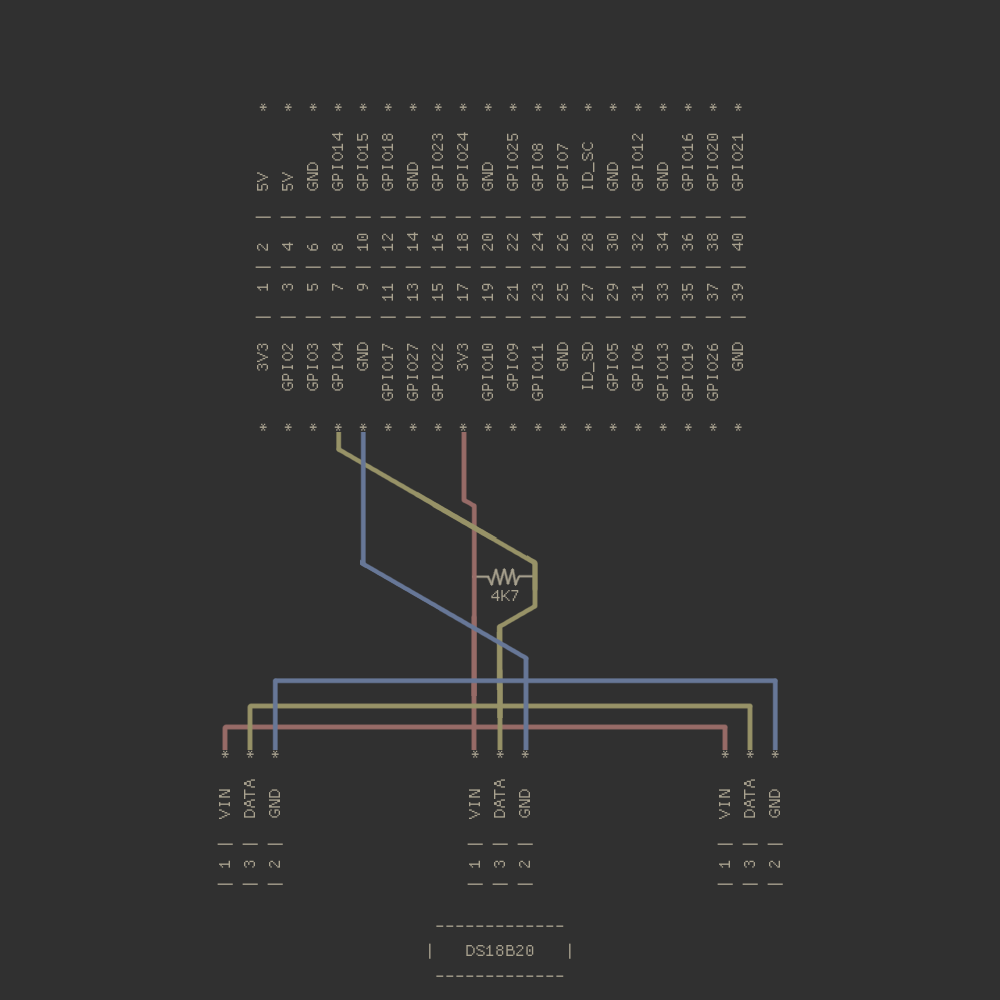 * * * * * * * * * * * * * * * * * * * *
5V 5V GND GPIO14 GPIO15 GPIO18 GND GPIO23 GPIO24 GND GPIO25 GPIO8 GPIO7 ID_SC GND GPIO12 GND GPIO16 GPIO20 GPIO21
| 2 | 4 | 6 | 8 | 10 | 12 | 14 | 16 | 18 | 20 | 22 | 24 | 26 | 28 | 30 | 32 | 34 | 36 | 38 | 40 |
| 1 | 3 | 5 | 7 | 9 | 11 | 13 | 15 | 17 | 19 | 21 | 23 | 25 | 27 | 29 | 31 | 33 | 35 | 37 | 39 |
3V3 GPIO2 GPIO3 GPIO4 GND GPIO17 GPIO27 GPIO22 3V3 GPIO10 GPIO9 GPIO11 GND ID_SD GPIO5 GPIO6 GPIO13 GPIO19 GPIO26 GND
* * * * * * * * * * * * * * * * * * * *
4K7
* * * * * * * * *
VIN DATA GND VIN DATA GND VIN DATA GND
| 1 | 3 | 2 | | 1 | 3 | 2 | | 1 | 3 | 2 |
-------------
| DS18B20 |
-------------